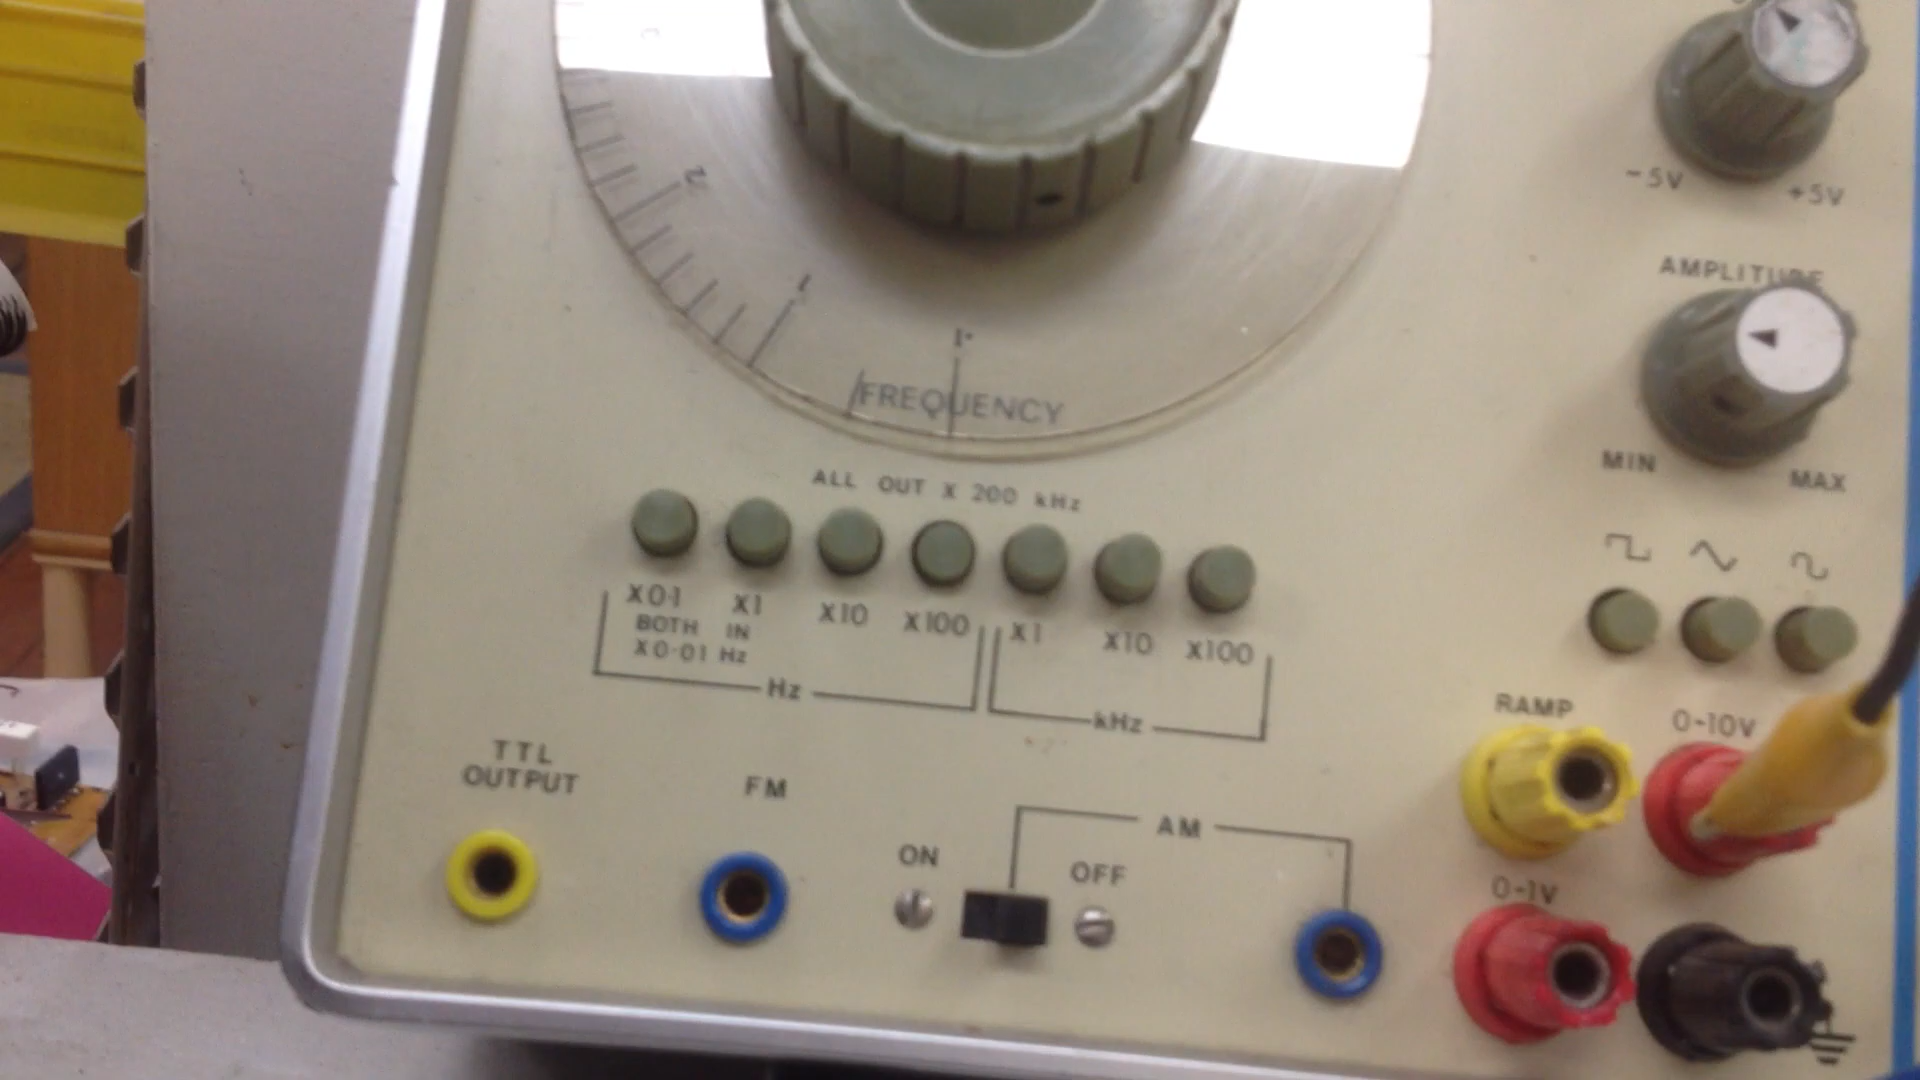 2
1
.1
FREQUENCY
-5V +5V
AMPLITUDE
MIN MAX
ALL OUT X 200 kHz
X0·1 X1 X10 X100 X1 X10 X100
BOTH IN
X0·01 Hz
Hz kHz
RAMP 0-10V
TTL
OUTPUT
FM
AM
ON OFF
0-1V